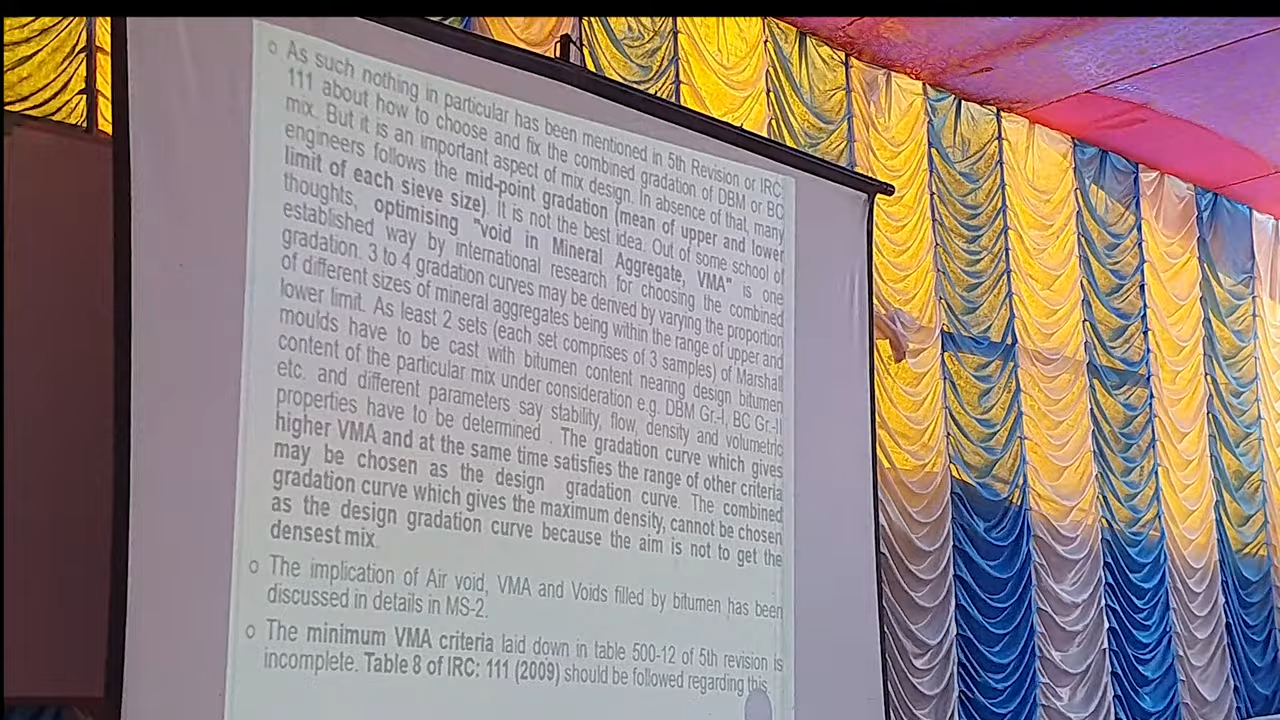 o As such nothing in particular has been mentioned in 5th Revision or IRC
111 about how to choose and fix the combined gradation of DBM or BC
mix. But it is an important aspect of mix design. In absence of that, many
engineers follows the mid-point gradation (mean of upper and lower
limit of each sieve size). It is not the best idea. Out of some school of
thoughts, optimising "void in Mineral Aggregate, VMA" is one
established way by international research for choosing the combined
gradation. 3 to 4 gradation curves may be derived by varying the proportion
of different sizes of mineral aggregates being within the range of upper and
lower limit. As least 2 sets (each set comprises of 3 samples) of Marshall
moulds have to be cast with bitumen content nearing design bitumen
content of the particular mix under consideration e.g. DBM Gr.-I, BC Gr.-II
etc. and different parameters say stability, flow, density and volumetric
properties have to be determined . The gradation curve which gives
higher VMA and at the same time satisfies the range of other criteria
may be chosen as the design gradation curve. The combined
gradation curve which gives the maximum density, cannot be chosen
as the design gradation curve because the aim is not to get the
densest mix.
o The implication of Air void, VMA and Voids filled by bitumen has been
discussed in details in MS-2.
o The minimum VMA criteria laid down in table 500-12 of 5th revision is
incomplete. Table 8 of IRC: 111 (2009) should be followed regarding this.